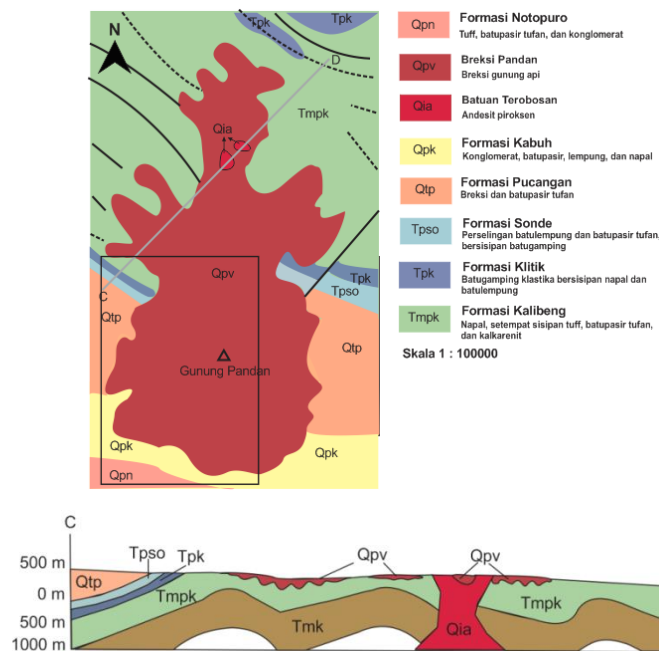 N
Tpk
Tpk
D
Tmpk
Qia
Qpv
C
Tpk
Tpso
Qtp
Qtp
Gunung Pandan
Qpk
Qpk
Qpn
Qpn
Formasi Notopuro
Tuff, batupasir tufan, dan konglomerat
Qpv
Breksi Pandan
Breksi gunung api
Qia
Batuan Terobosan
Andesit piroksen
Qpk
Formasi Kabuh
Konglomerat, batupasir, lempung, dan napal
Qtp
Formasi Pucangan
Breksi dan batupasir tufan
Tpso
Formasi Sonde
Perselingan batulempung dan batupasir tufan,
bersisipan batugamping
Tpk
Formasi Klitik
Batugamping klastika bersisipan napal dan
batulempung
Tmpk
Formasi Kalibeng
Napal, setempat sisipan tuff, batupasir tufan,
dan kalkarenit
Skala 1 : 100000
C
500 m
0 m
500 m
1000 m
Tpso
Tpk
Qpv
Qpv
Qtp
Tmpk
Tmpk
Tmk
Qia